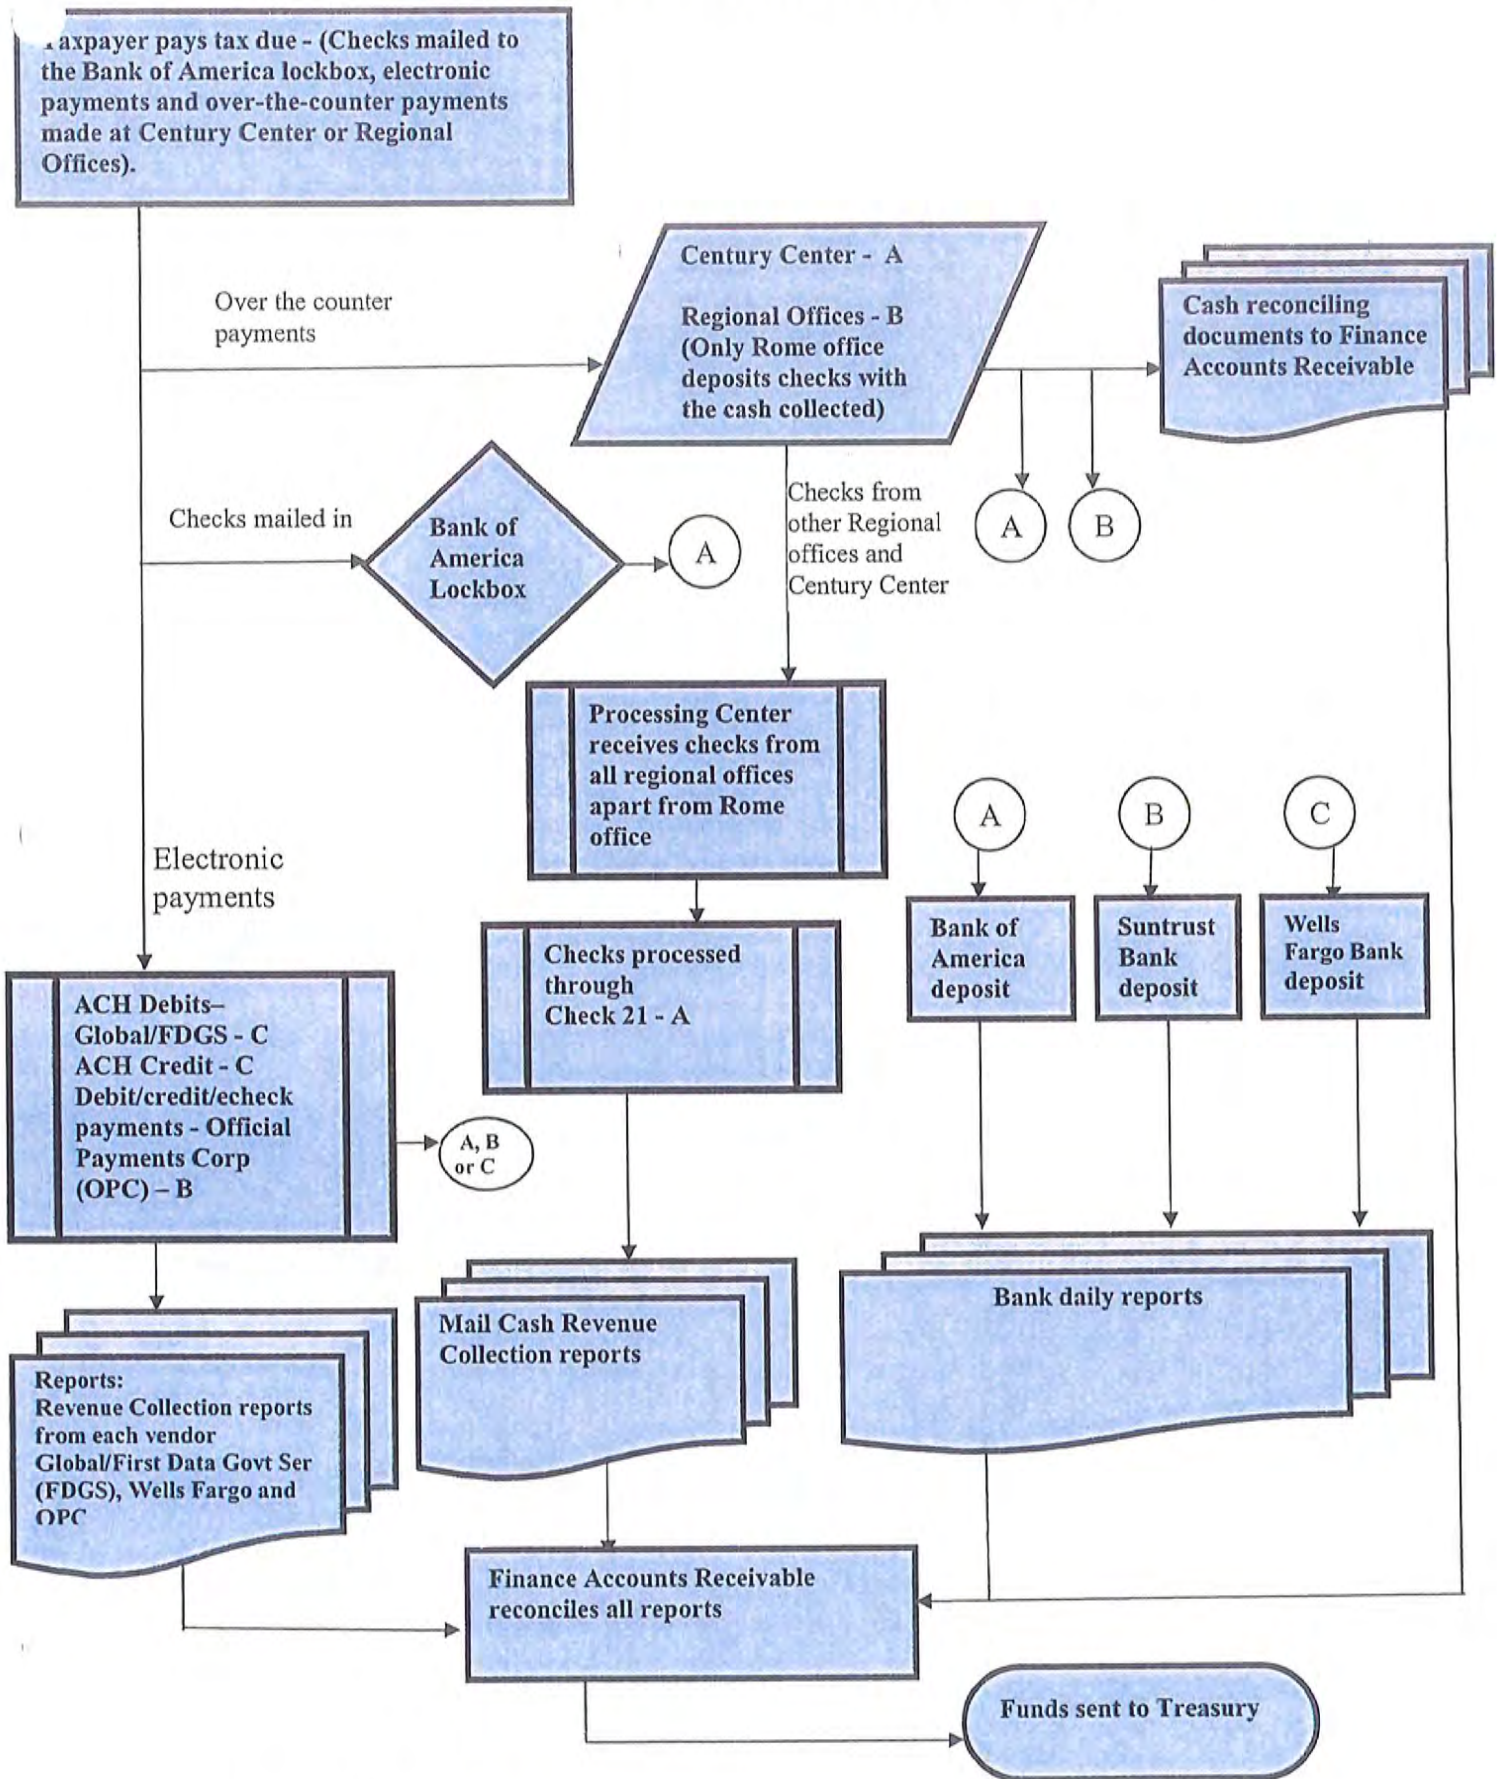 Taxpayer pays tax due - (Checks mailed to
the Bank of America lockbox, electronic
payments and over-the-counter payments
made at Century Center or Regional
Offices).
Century Center - A
Regional Offices - B
(Only Rome office
deposits checks with
the cash collected)
Cash reconciling
documents to Finance
Accounts Receivable
Over the counter
payments
Checks mailed in
Bank of
America
Lockbox
A
Checks from
other Regional
offices and
Century Center
A
B
Processing Center
receives checks from
all regional offices
apart from Rome
office
A
B
C
Electronic
payments
Checks processed
through
Check 21 - A
Bank of
America
deposit
Suntrust
Bank
deposit
Wells
Fargo Bank
deposit
ACH Debits–
Global/FDGS - C
ACH Credit - C
Debit/credit/echeck
payments - Official
Payments Corp
(OPC) – B
A, B
or C
Mail Cash Revenue
Collection reports
Bank daily reports
Reports:
Revenue Collection reports
from each vendor
Global/First Data Govt Ser
(FDGS), Wells Fargo and
OPC
Finance Accounts Receivable
reconciles all reports
Funds sent to Treasury